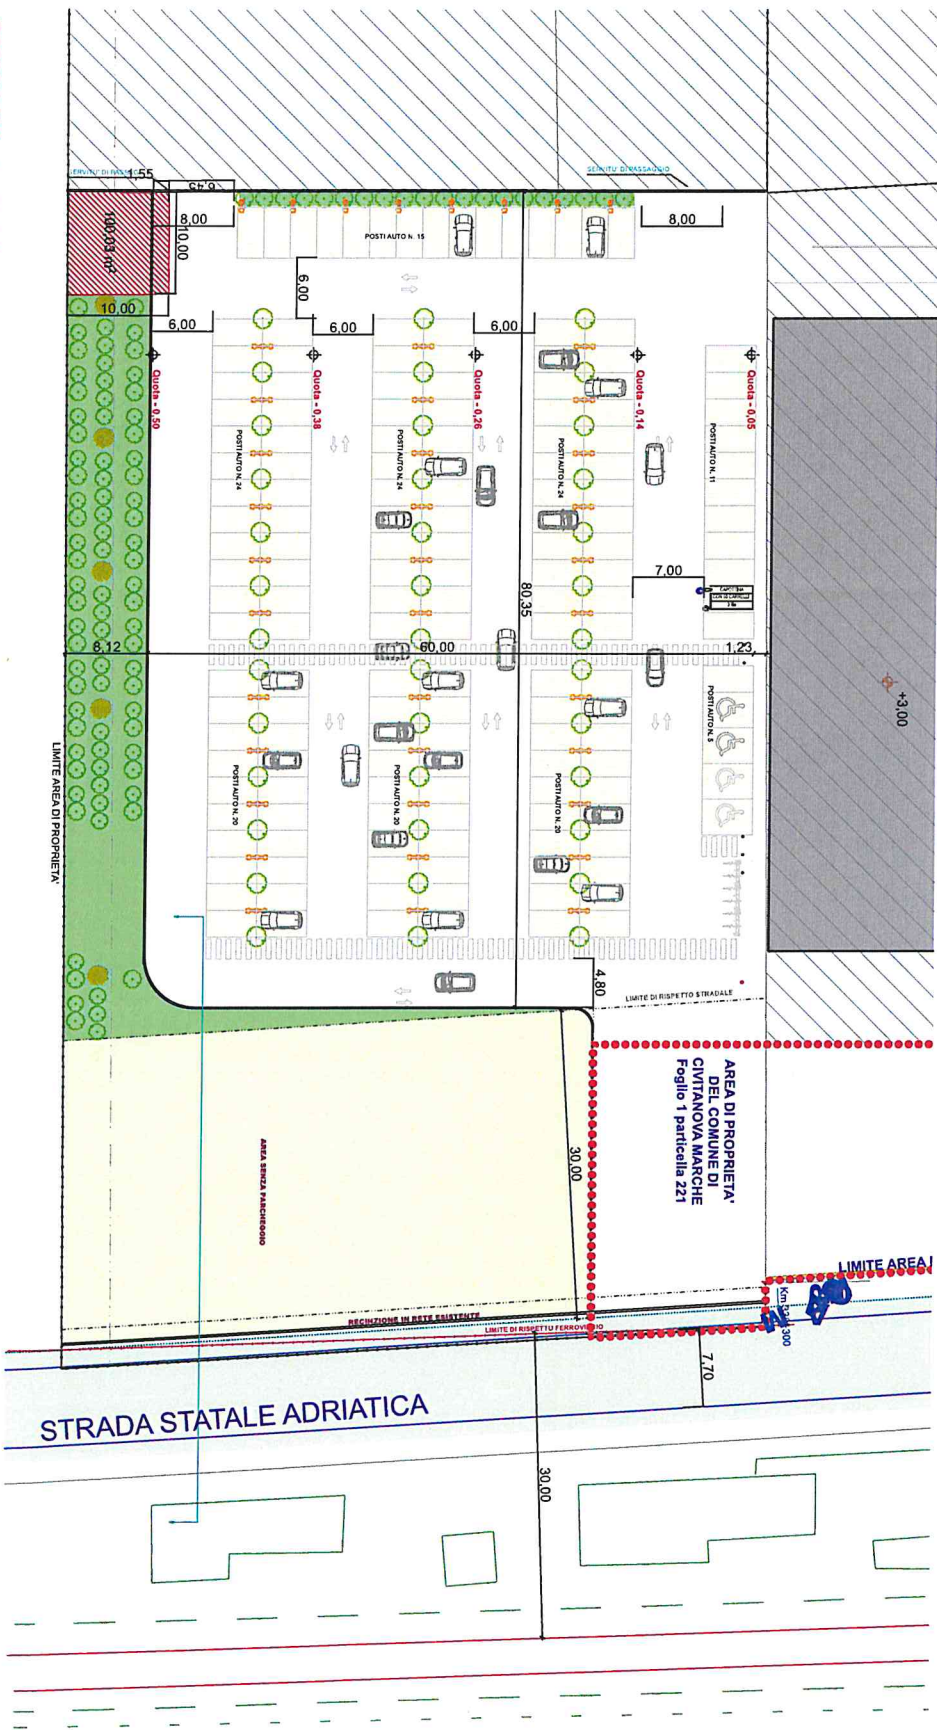 SERVITU' DI PASSAGGIO
1,55
6,45
8,00
10,00
100.03 m²
10,00
POSTI AUTO N. 15
SERVITU' DI PASSAGGIO
8,00
6,00
6,00
6,00
6,00
Quota - 0,50
Quota - 0,38
Quota - 0,26
Quota - 0,14
Quota - 0,05
POSTI AUTO N. 24
POSTI AUTO N. 24
POSTI AUTO N. 24
POSTI AUTO N. 11
7,00
80,35
8,12
60,00
1,23
+3,00
POSTI AUTO N. 5
POSTI AUTO N. 20
POSTI AUTO N. 20
POSTI AUTO N. 20
LIMITE AREA DI PROPRIETA'
4,80
LIMITE DI RISPETTO STRADALE
AREA DI PROPRIETA'
DEL COMUNE DI
CIVITANOVA MARCHE
Foglio 1 particella 221
AREA SENZA PARCHEGGIO
30,00
LIMITE AREA
RECINZIONE IN RETE ESISTENTE
LIMITE DI RISPETTO FERROVIARIO
7,70
STRADA STATALE ADRIATICA
30,00